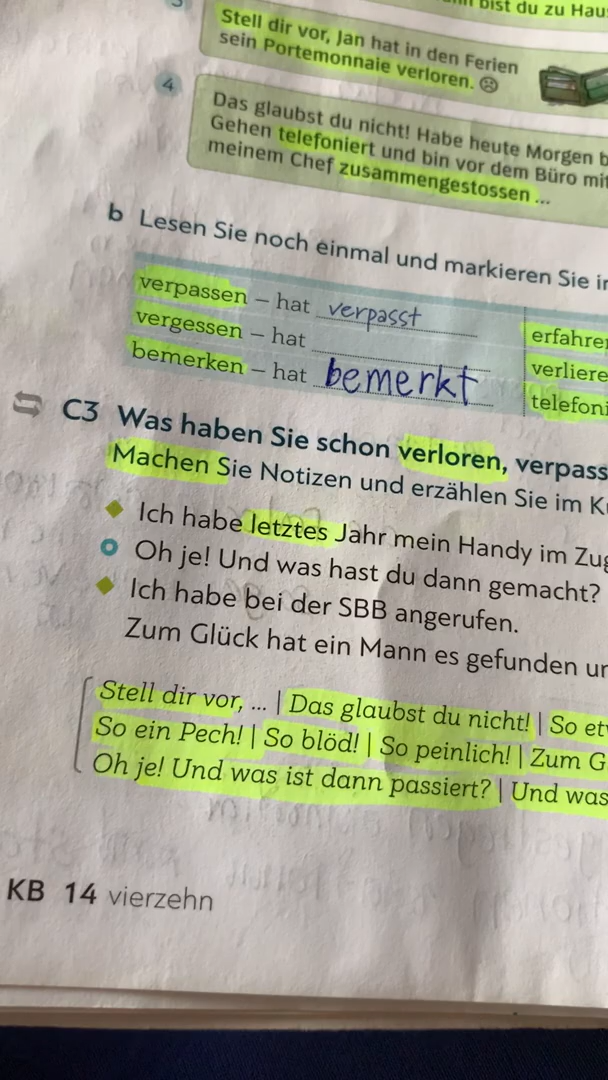 bist du zu Hau
Stell dir vor, Jan hat in den Ferien
sein Portemonnaie verloren. ☹
4
Das glaubst du nicht! Habe heute Morgen b
Gehen telefoniert und bin vor dem Büro mit
meinem Chef zusammengestossen ...
b Lesen Sie noch einmal und markieren Sie in
verpassen – hat verpasst
erfahre
vergessen – hat
verliere
bemerken – hat bemerkt
telefoni
C3 Was haben Sie schon verloren, verpass
Machen Sie Notizen und erzählen Sie im Ku
Ich habe letztes Jahr mein Handy im Zug
Oh je! Und was hast du dann gemacht?
Ich habe bei der SBB angerufen.
Zum Glück hat ein Mann es gefunden un
Stell dir vor, ... | Das glaubst du nicht! | So et
So ein Pech! | So blöd! | So peinlich! | Zum G
Oh je! Und was ist dann passiert? | Und was
KB 14 vierzehn